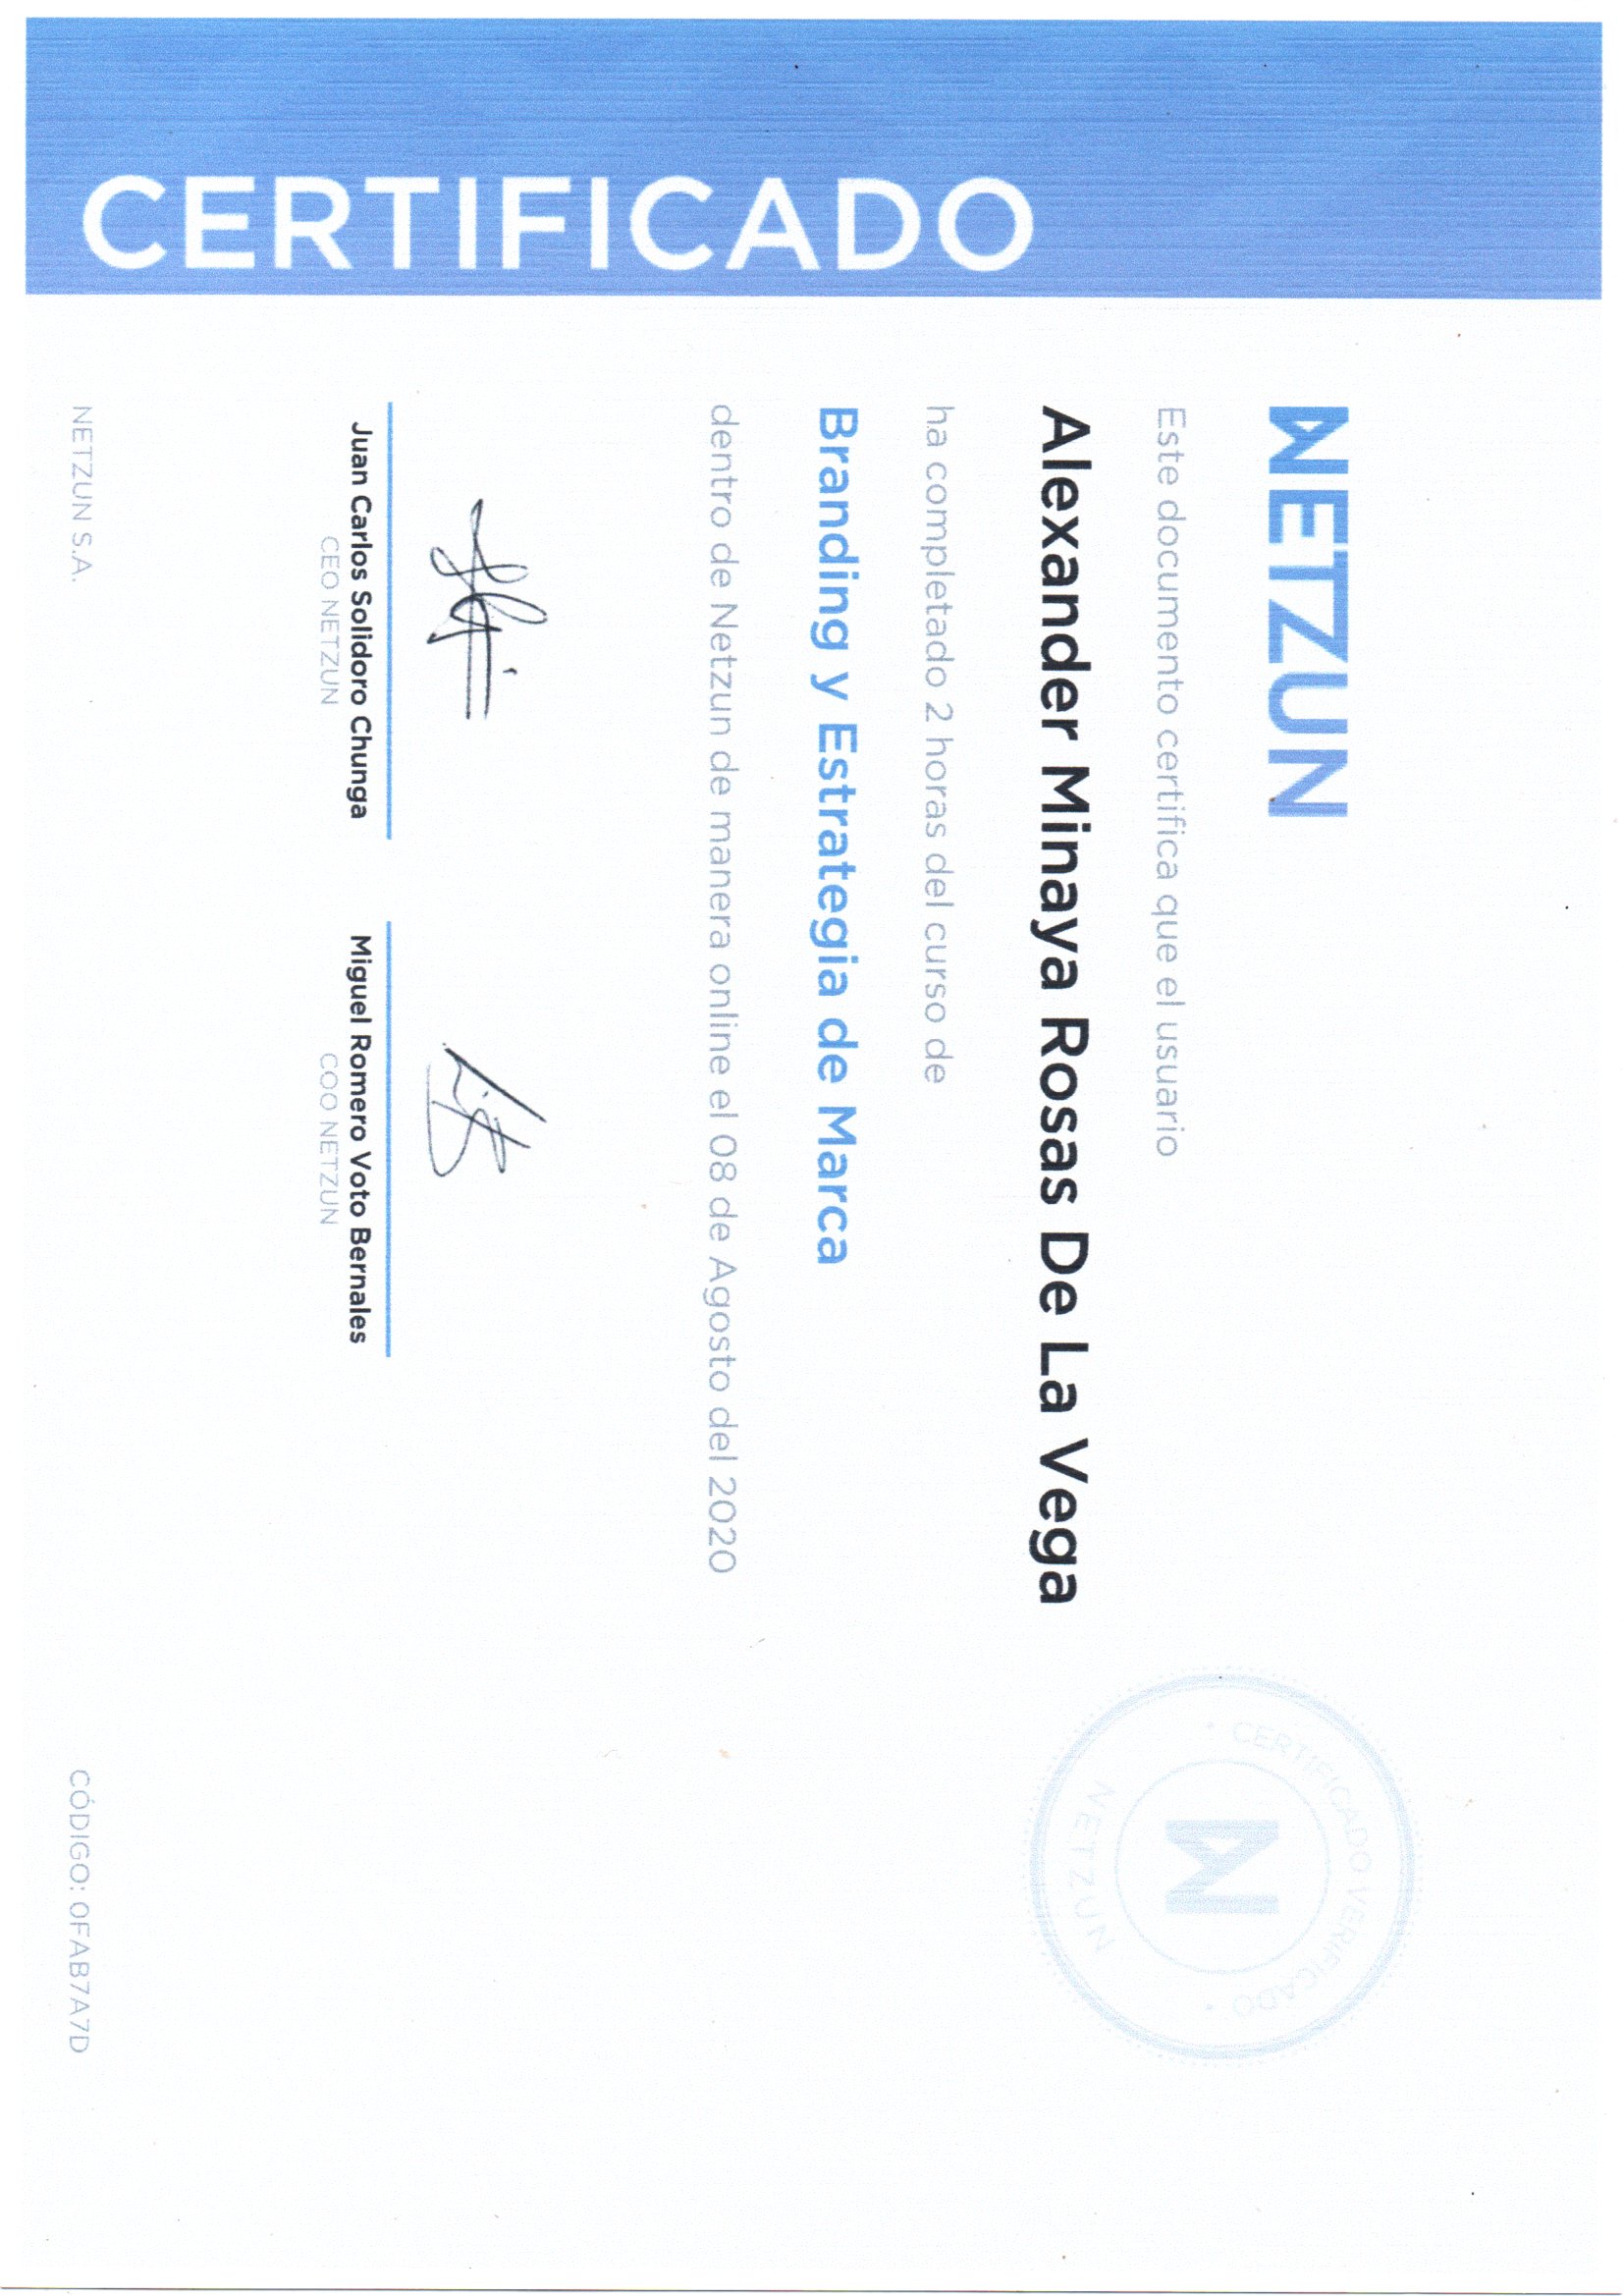 CERTIFICADO
NETZUN
· CERTIFICADO VERIFICADO ·
NETZUN
Este documento certifica que el usuario
Alexander Minaya Rosas De La Vega
ha completado 2 horas del curso de
Branding y Estrategia de Marca
dentro de Netzun de manera online el 08 de Agosto del 2020
Juan Carlos Solidoro Chunga
CEO NETZUN
Miguel Romero Voto Bernales
COO NETZUN
NETZUN S.A.
CÓDIGO: 0FAB7A7D